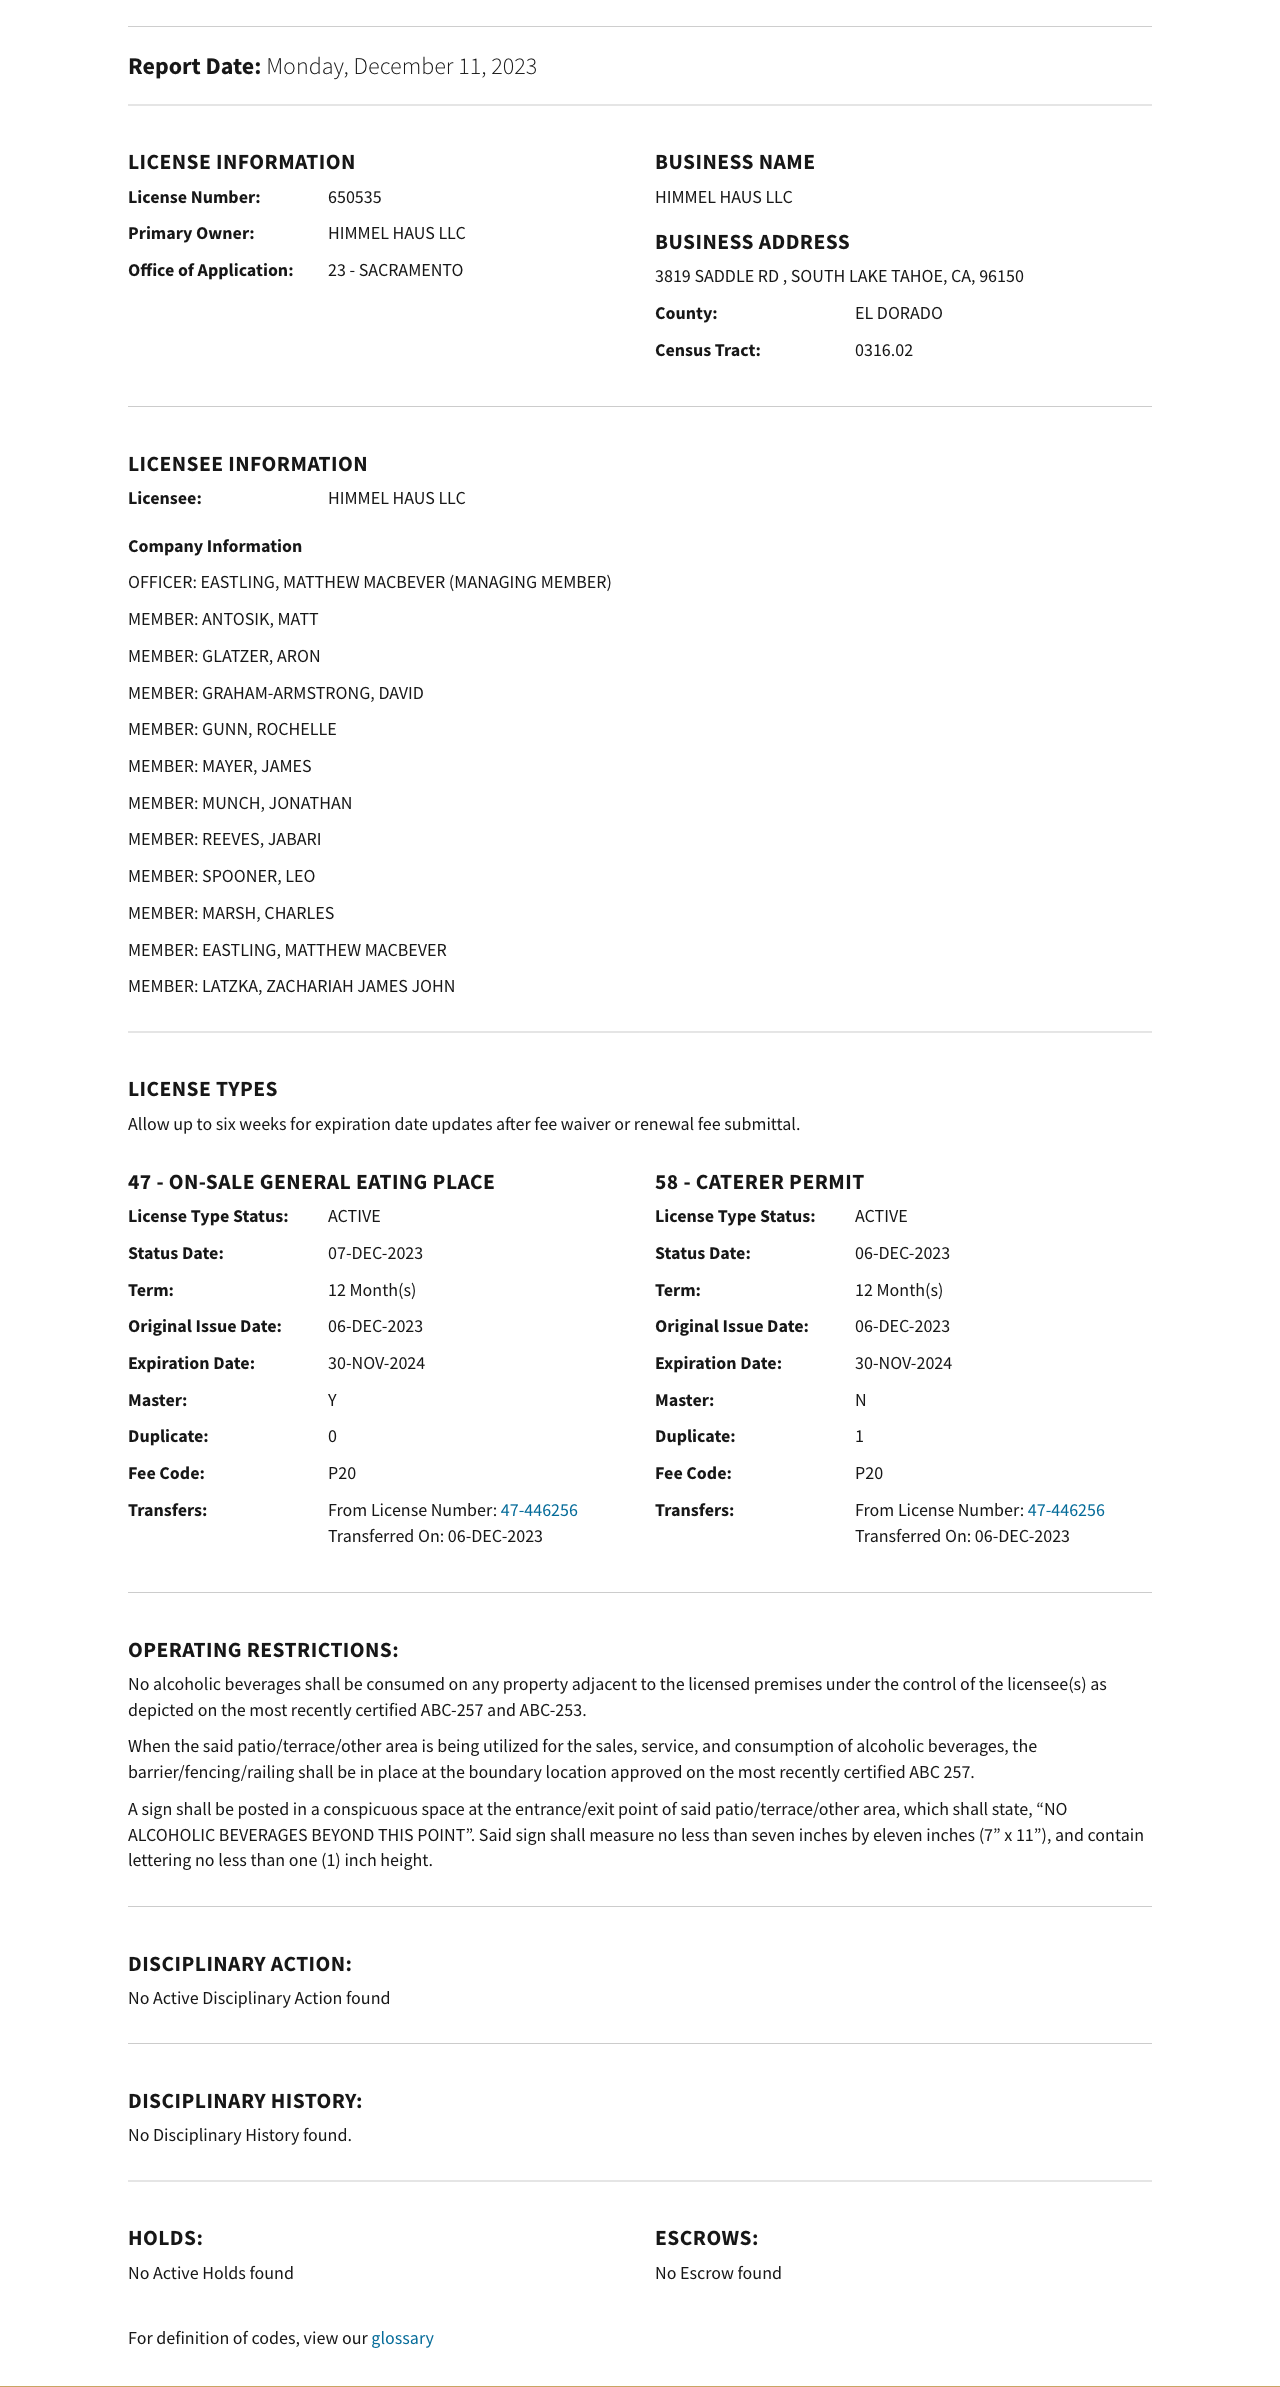 Report Date: Monday, December 11, 2023
LICENSE INFORMATION
License Number: 650535
Primary Owner: HIMMEL HAUS LLC
Office of Application: 23 - SACRAMENTO
BUSINESS NAME
HIMMEL HAUS LLC
BUSINESS ADDRESS
3819 SADDLE RD , SOUTH LAKE TAHOE, CA, 96150
County: EL DORADO
Census Tract: 0316.02
LICENSEE INFORMATION
Licensee: HIMMEL HAUS LLC
Company Information
OFFICER: EASTLING, MATTHEW MACBEVER (MANAGING MEMBER)
MEMBER: ANTOSIK, MATT
MEMBER: GLATZER, ARON
MEMBER: GRAHAM-ARMSTRONG, DAVID
MEMBER: GUNN, ROCHELLE
MEMBER: MAYER, JAMES
MEMBER: MUNCH, JONATHAN
MEMBER: REEVES, JABARI
MEMBER: SPOONER, LEO
MEMBER: MARSH, CHARLES
MEMBER: EASTLING, MATTHEW MACBEVER
MEMBER: LATZKA, ZACHARIAH JAMES JOHN
LICENSE TYPES
Allow up to six weeks for expiration date updates after fee waiver or renewal fee submittal.
47 - ON-SALE GENERAL EATING PLACE
License Type Status: ACTIVE
Status Date: 07-DEC-2023
Term: 12 Month(s)
Original Issue Date: 06-DEC-2023
Expiration Date: 30-NOV-2024
Master: Y
Duplicate: 0
Fee Code: P20
Transfers: From License Number: 47-446256
Transferred On: 06-DEC-2023
58 - CATERER PERMIT
License Type Status: ACTIVE
Status Date: 06-DEC-2023
Term: 12 Month(s)
Original Issue Date: 06-DEC-2023
Expiration Date: 30-NOV-2024
Master: N
Duplicate: 1
Fee Code: P20
Transfers: From License Number: 47-446256
Transferred On: 06-DEC-2023
OPERATING RESTRICTIONS:
No alcoholic beverages shall be consumed on any property adjacent to the licensed premises under the control of the licensee(s) as
depicted on the most recently certified ABC-257 and ABC-253.
When the said patio/terrace/other area is being utilized for the sales, service, and consumption of alcoholic beverages, the
barrier/fencing/railing shall be in place at the boundary location approved on the most recently certified ABC 257.
A sign shall be posted in a conspicuous space at the entrance/exit point of said patio/terrace/other area, which shall state, “NO
ALCOHOLIC BEVERAGES BEYOND THIS POINT”. Said sign shall measure no less than seven inches by eleven inches (7” x 11”), and contain
lettering no less than one (1) inch height.
DISCIPLINARY ACTION:
No Active Disciplinary Action found
DISCIPLINARY HISTORY:
No Disciplinary History found.
HOLDS:
No Active Holds found
ESCROWS:
No Escrow found
For definition of codes, view our glossary